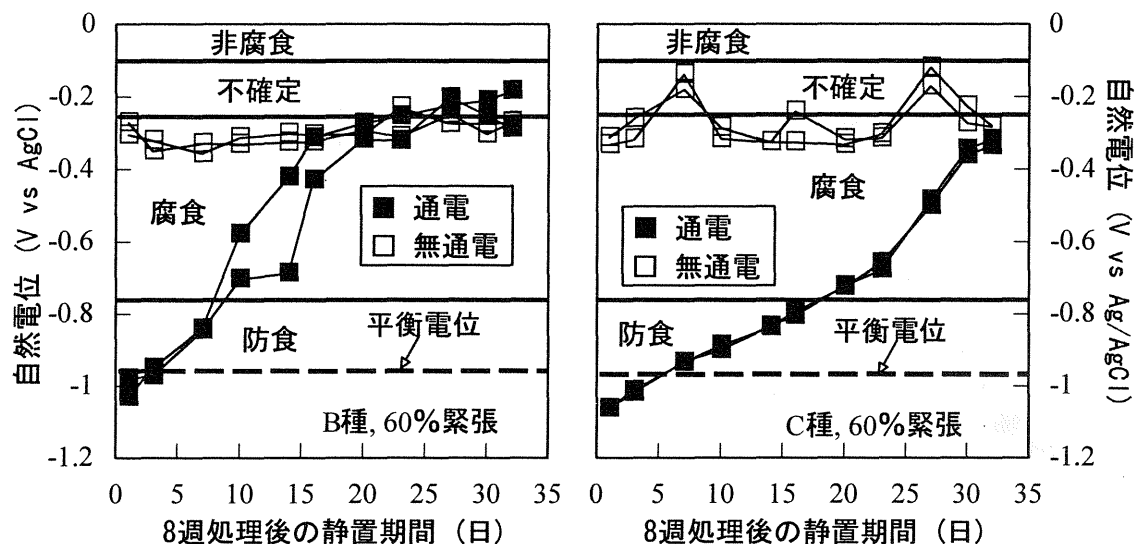 自然電位 (V vs AgCl)
0
-0.2
-0.4
-0.6
-0.8
-1
-1.2
非腐食
不確定
腐食
■ 通電
□ 無通電
防食
平衡電位
B種, 60%緊張
0 5 10 15 20 25 30 35
8週処理後の静置期間 (日)
非腐食
不確定
腐食
■ 通電
□ 無通電
防食
平衡電位
C種, 60%緊張
0 5 10 15 20 25 30 35
8週処理後の静置期間 (日)
0
-0.2
-0.4
-0.6
-0.8
-1
-1.2
自然電位 (V vs Ag/AgCl)